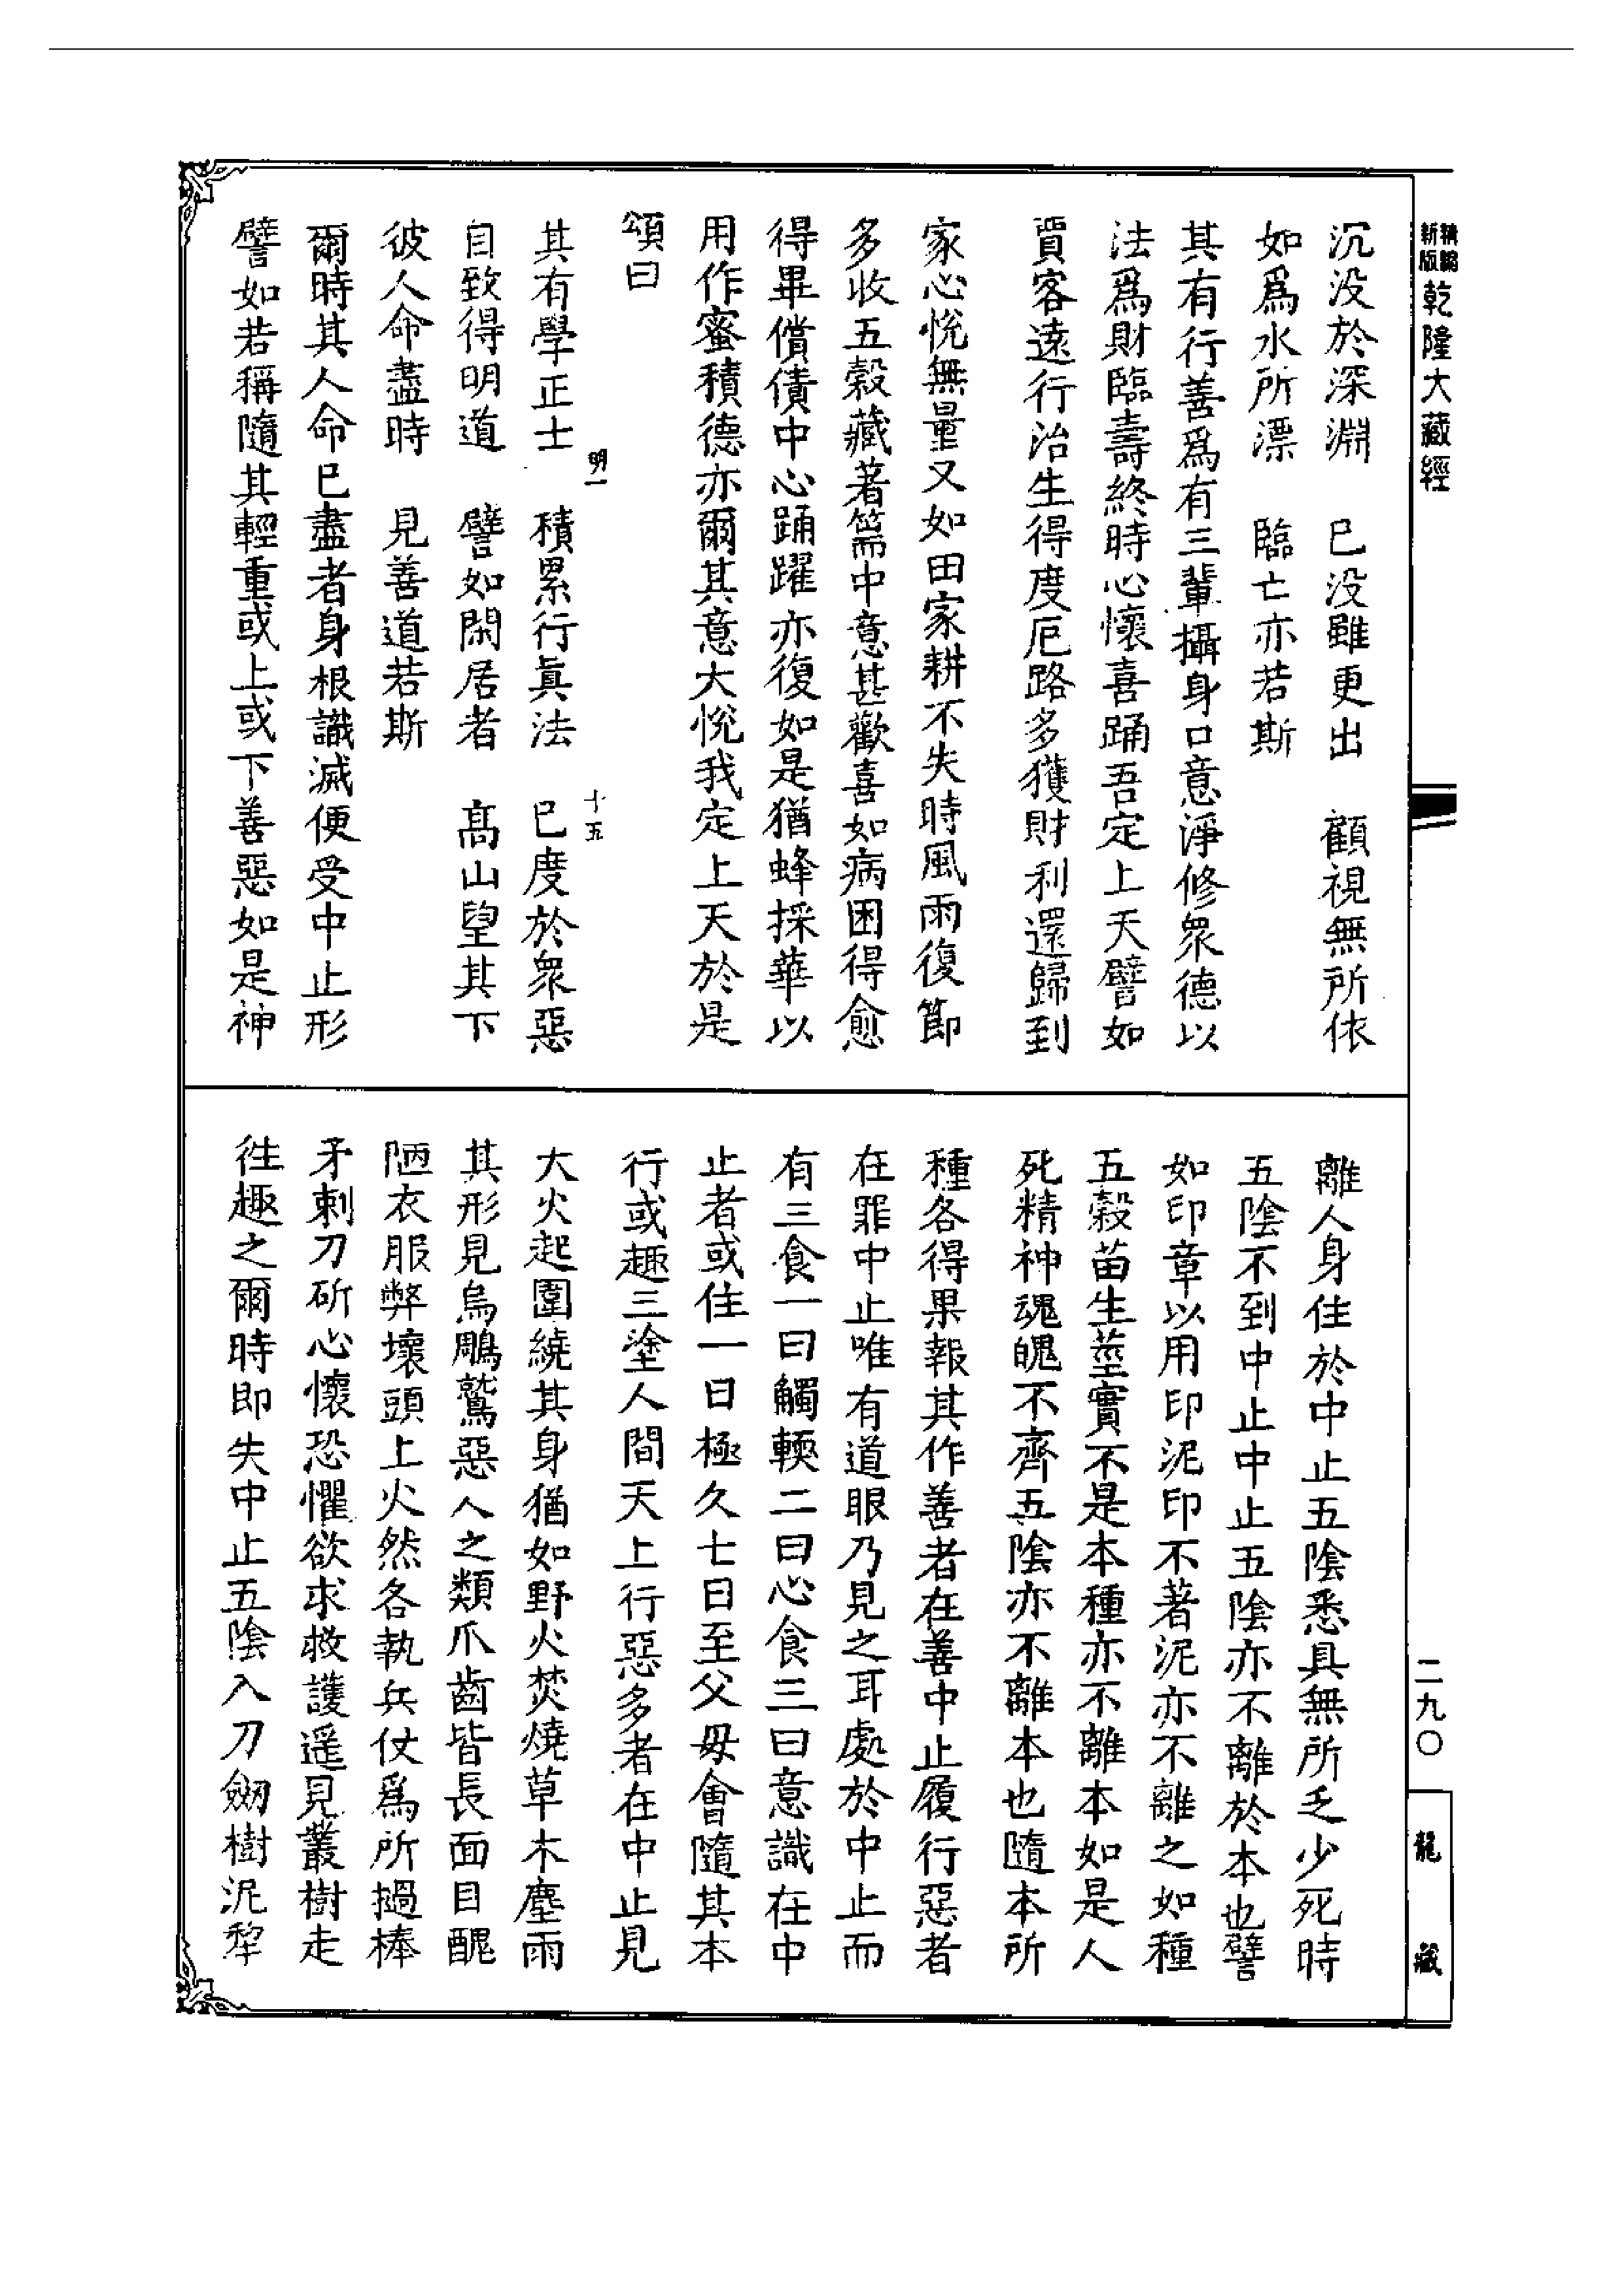 精編
新版
乾隆大藏經
沉没於深淵　已没雖更出　顧視無所依
如爲水所漂　臨亡亦若斯
其有行善爲有三輩攝身口意淨修衆德以
法爲財臨壽終時心懷喜踊吾定上天譬如
賈客遠行治生得度厄路多獲財利還歸到
家心悅無量又如田家耕不失時風雨復節
多收五穀藏著篅中意甚歡喜如病困得愈
得畢償債中心踊躍亦復如是猶蜂採華以
用作蜜積德亦爾其意大悅我定上天於是
頌曰
明一
十五
其有學正士　積累行眞法　已度於衆惡
自致得明道　譬如閑居者　高山望其下
彼人命盡時　見善道若斯
爾時其人命已盡者身根識滅便受中止形
譬如若稱隨其輕重或上或下善惡如是神
離人身住於中止五陰悉具無所乏少死時
五陰不到中止中止五陰亦不離於本也譬
如印章以用印泥印不著泥亦不離之如種
五穀苗生莖實不是本種亦不離本如是人
死精神魂魄不齊五陰亦不離本也隨本所
種各得果報其作善者在善中止履行惡者
在罪中止唯有道眼乃見之耳處於中止而
有三食一曰觸輭二曰心食三曰意識在中
止者或住一日極久七日至父母會隨其本
行或趣三塗人間天上行惡多者在中止見
大火起圍繞其身猶如野火焚燒草木塵雨
其形見烏鵰鷲惡人之類爪齒皆長面目醜
陋衣服弊壞頭上火然各執兵仗爲所撾棒
矛刺刀斫心懷恐懼欲求救護遥見叢樹走
往趣之爾時即失中止五陰入刀劒樹泥犂
二九〇
龍藏